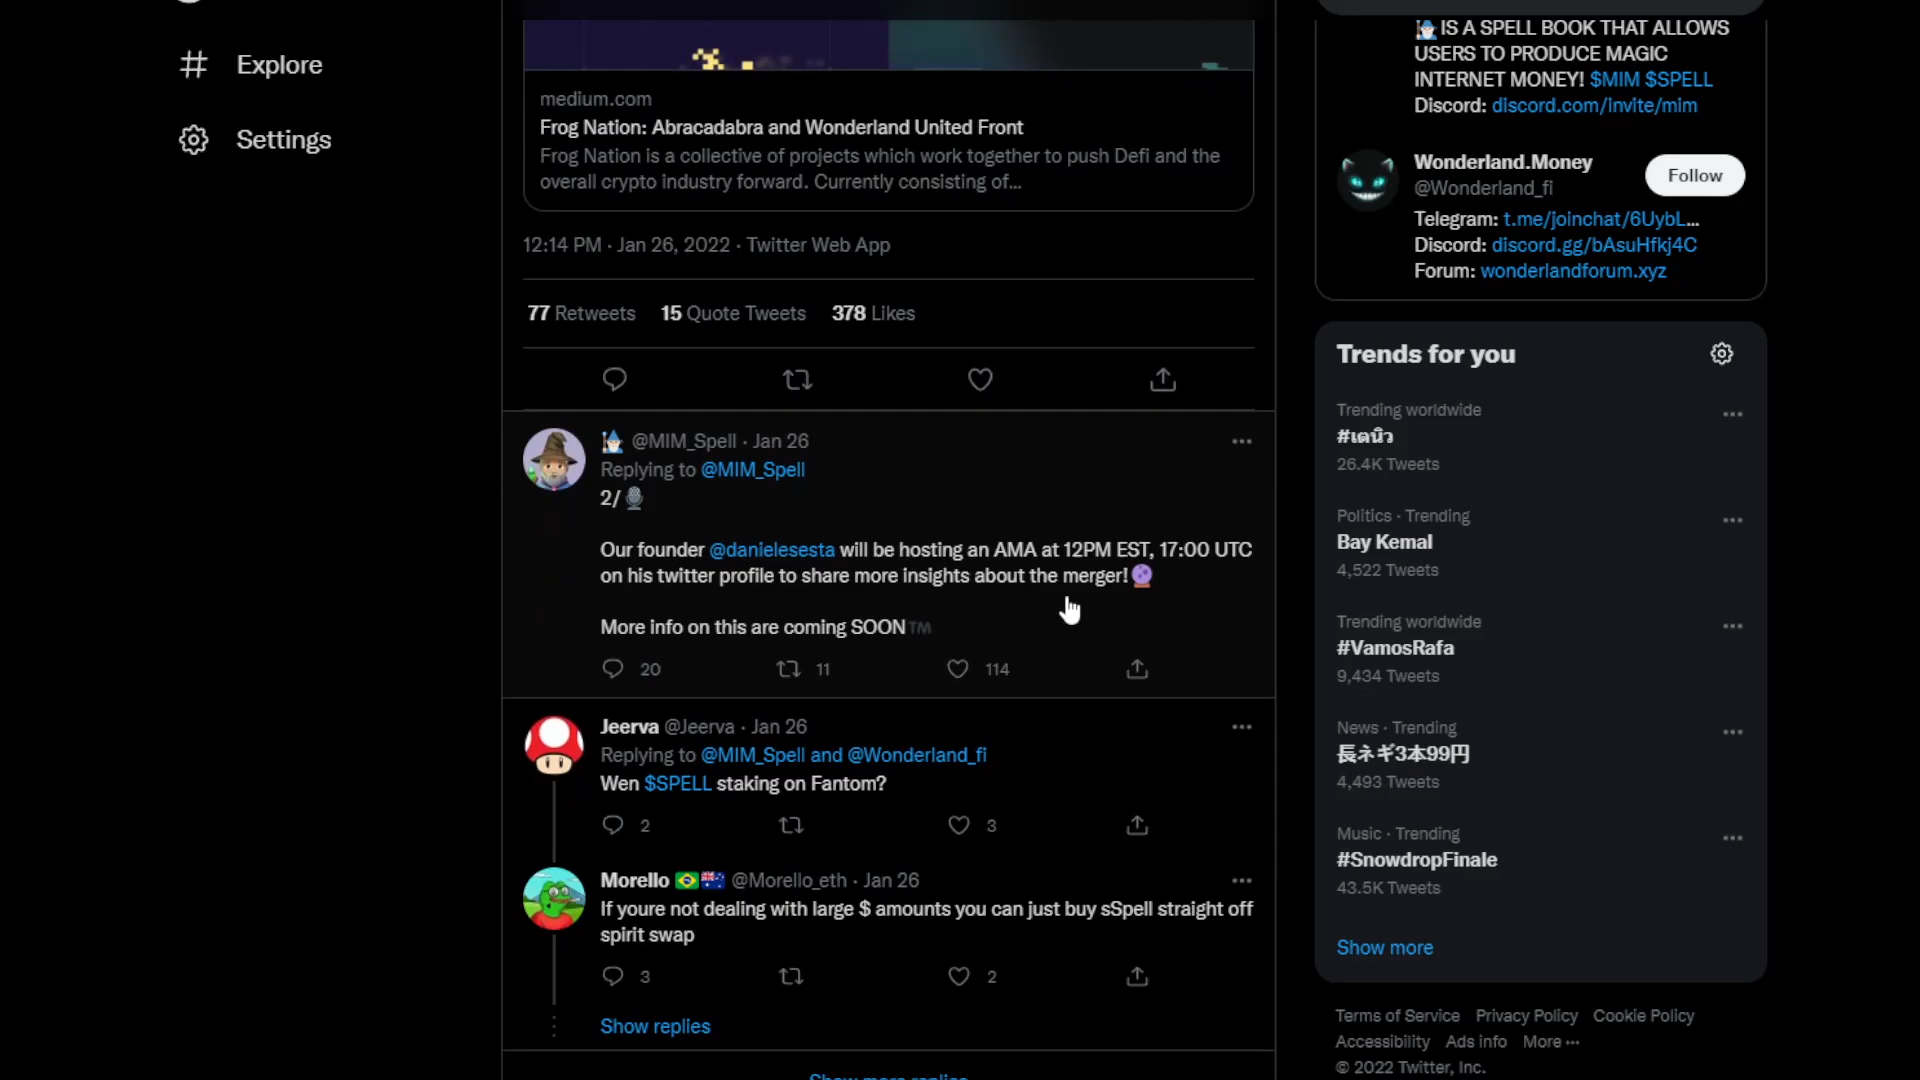 Explore
Settings
medium.com
Frog Nation: Abracadabra and Wonderland United Front
Frog Nation is a collective of projects which work together to push Defi and the
overall crypto industry forward. Currently consisting of...
12:14 PM · Jan 26, 2022 · Twitter Web App
77 Retweets 15 Quote Tweets 378 Likes
@MIM_Spell · Jan 26
Replying to @MIM_Spell
2/
Our founder @danielesesta will be hosting an AMA at 12PM EST, 17:00 UTC
on his twitter profile to share more insights about the merger!
More info on this are coming SOON™
20 11 114
Jeerva @Jeerva · Jan 26
Replying to @MIM_Spell and @Wonderland_fi
Wen $SPELL staking on Fantom?
2 3
Morello @Morello_eth · Jan 26
If youre not dealing with large $ amounts you can just buy sSpell straight off
spirit swap
3 2
Show replies
Show more replies
IS A SPELL BOOK THAT ALLOWS
USERS TO PRODUCE MAGIC
INTERNET MONEY! $MIM $SPELL
Discord: discord.com/invite/mim
Wonderland.Money
@Wonderland_fi
Follow
Telegram: t.me/joinchat/6UybL...
Discord: discord.gg/bAsuHfkj4C
Forum: wonderlandforum.xyz
Trends for you
Trending worldwide
#เตนิว
26.4K Tweets
Politics · Trending
Bay Kemal
4,522 Tweets
Trending worldwide
#VamosRafa
9,434 Tweets
News · Trending
長ネギ3本99円
4,493 Tweets
Music · Trending
#SnowdropFinale
43.5K Tweets
Show more
Terms of Service Privacy Policy Cookie Policy
Accessibility Ads info More ···
© 2022 Twitter, Inc.